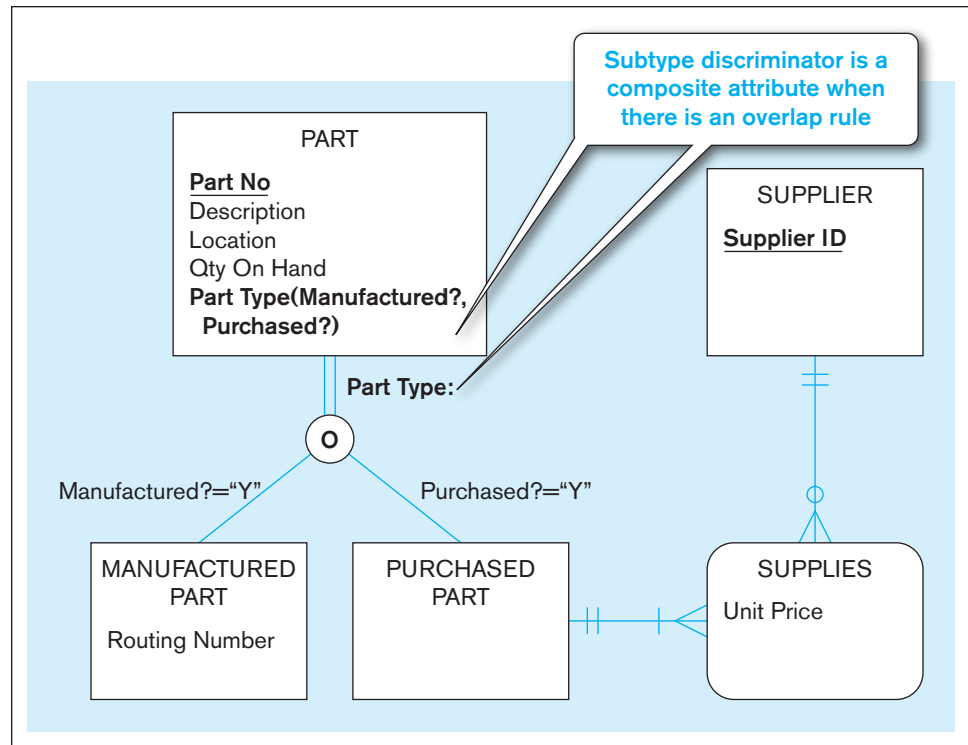 Subtype discriminator is a
composite attribute when
there is an overlap rule
PART
Part No
Description
Location
Qty On Hand
Part Type(Manufactured?,
Purchased?)
SUPPLIER
Supplier ID
Part Type:
O
Manufactured?=“Y”
Purchased?=“Y”
MANUFACTURED
PART
Routing Number
PURCHASED
PART
SUPPLIES
Unit Price